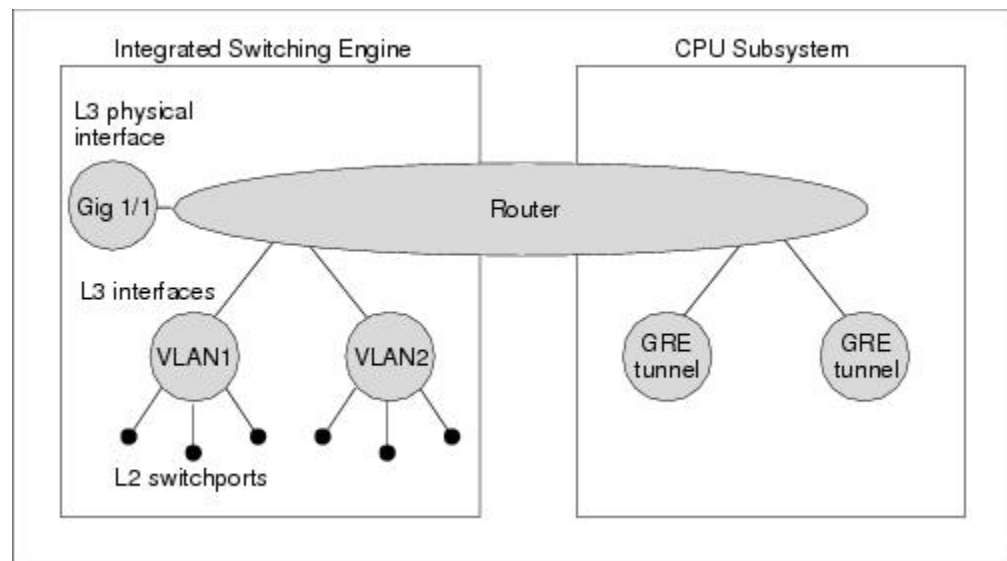 Integrated Switching Engine
CPU Subsystem
L3 physical
interface
Gig 1/1
Router
L3 interfaces
VLAN1
VLAN2
GRE
tunnel
GRE
tunnel
L2 switchports